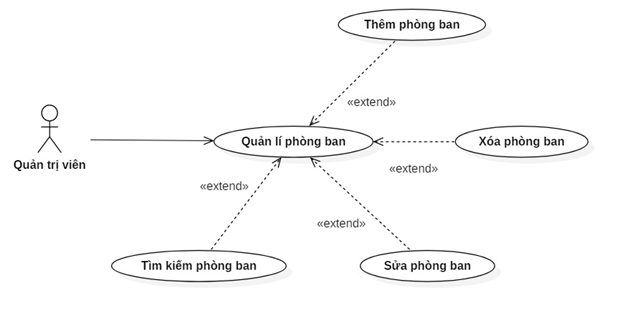 Thêm phòng ban
«extend»
Quản trị viên
Quản lí phòng ban
Xóa phòng ban
«extend»
«extend»
«extend»
Tìm kiếm phòng ban
Sửa phòng ban